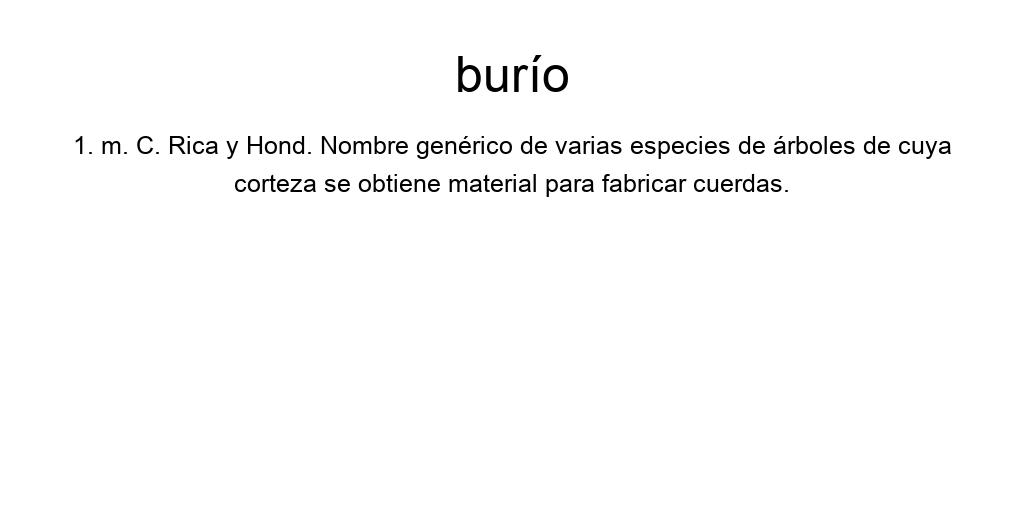 burío
1. m. C. Rica y Hond. Nombre genérico de varias especies de árboles de cuya
corteza se obtiene material para fabricar cuerdas.